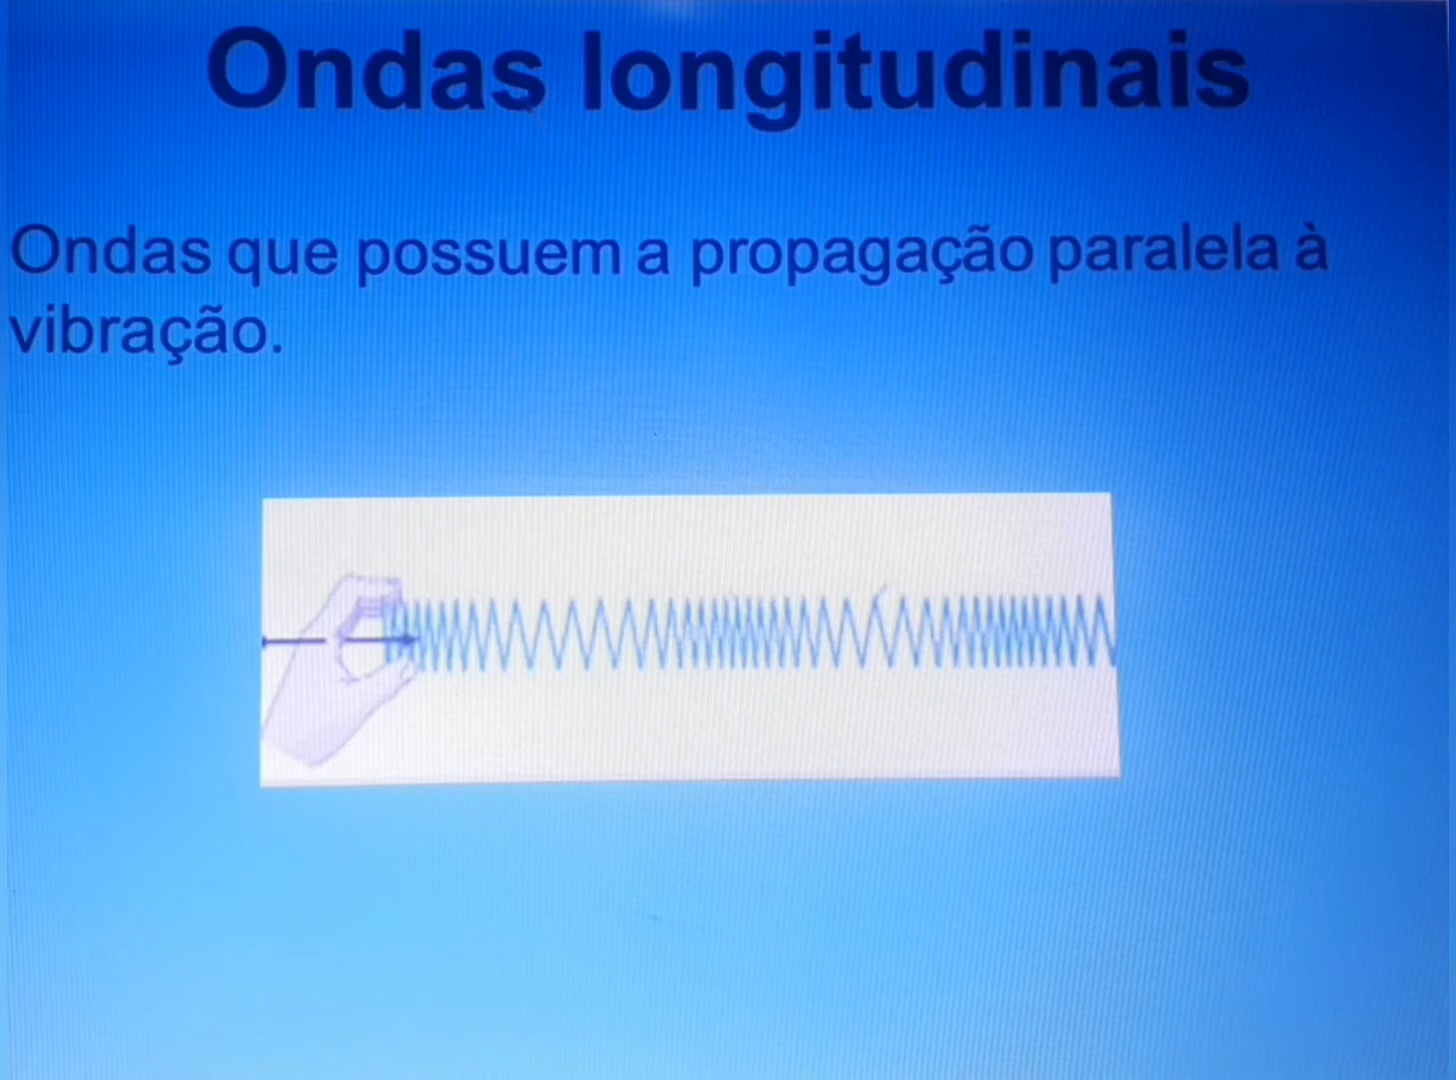 Ondas longitudinais
Ondas que possuem a propagação paralela à
vibração.